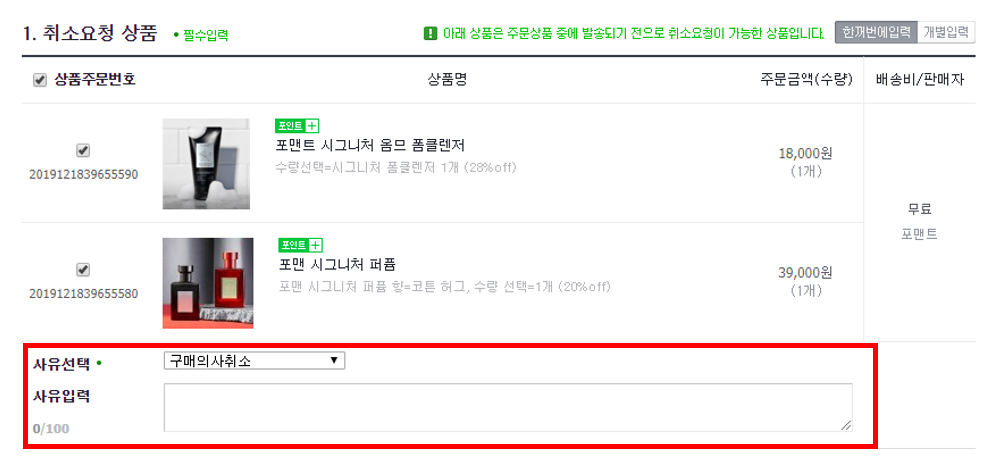 1. 취소요청 상품 • 필수입력
! 아래 상품은 주문상품 중에 발송되기 전으로 취소요청이 가능한 상품입니다. 한꺼번에입력 개별입력
상품주문번호 상품명 주문금액(수량) 배송비/판매자
포인트+
포맨트 시그니처 옴므 폼클렌저
수량선택=시그니처 폼클렌저 1개 (28%off)
2019121839655590
18,000원
(1개)
포인트+
포맨 시그니처 퍼퓸
포맨 시그니처 퍼퓸 향=코튼 허그, 수량 선택=1개 (20%off)
2019121839655580
39,000원
(1개)
무료
포맨트
사유선택 • 구매의사취소
사유입력
0/100